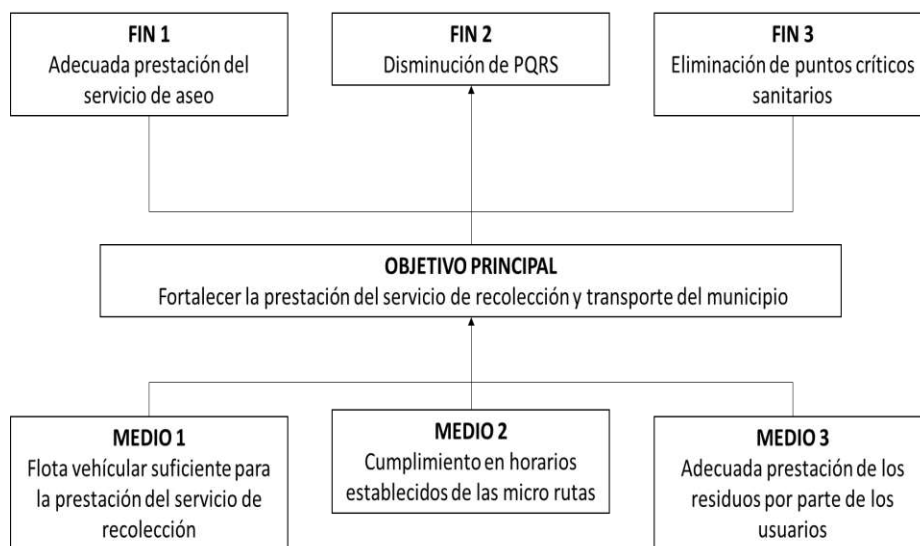 FIN 1
Adecuada prestación del
servicio de aseo
FIN 2
Disminución de PQRS
FIN 3
Eliminación de puntos críticos
sanitarios
OBJETIVO PRINCIPAL
Fortalecer la prestación del servicio de recolección y transporte del municipio
MEDIO 1
Flota vehícular suficiente para
la prestación del servicio de
recolección
MEDIO 2
Cumplimiento en horarios
establecidos de las micro rutas
MEDIO 3
Adecuada prestación de los
residuos por parte de los
usuarios